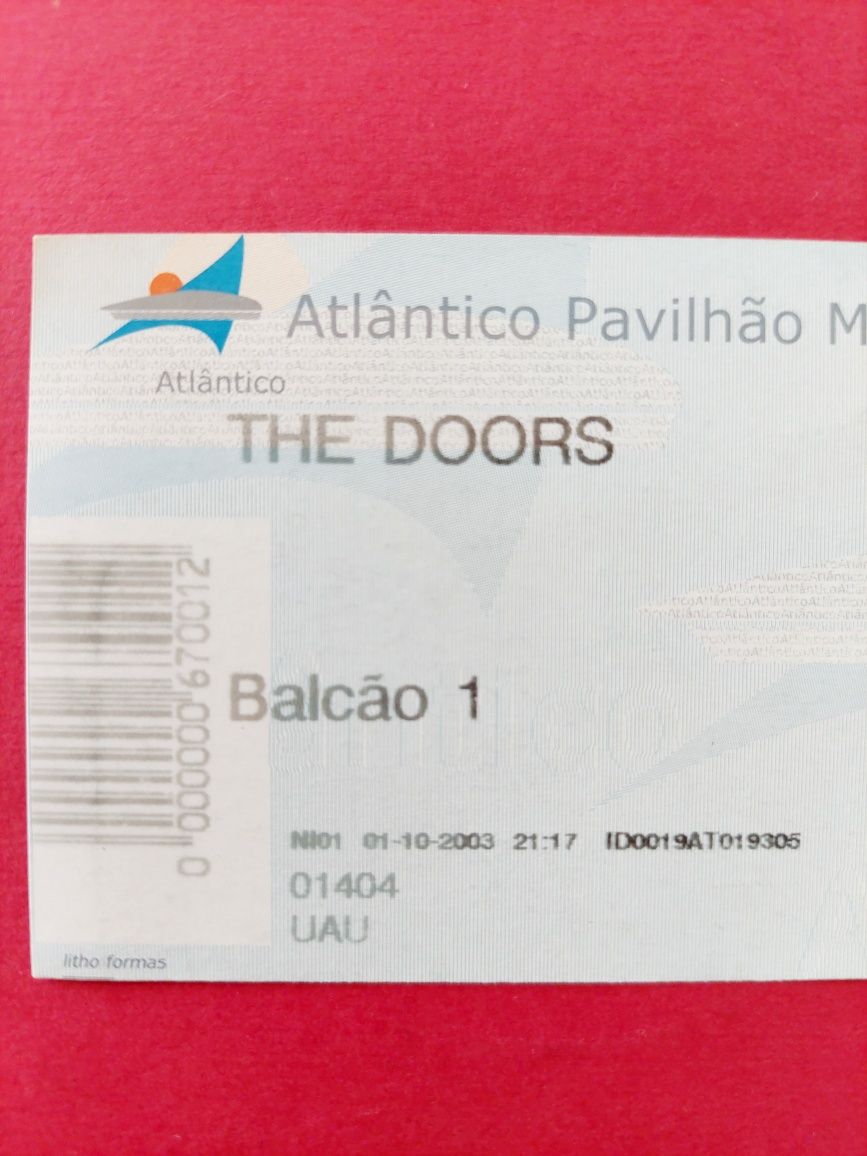 Atlântico Pavilhão M
Atlântico
THE DOORS
0 000000 670012
Balcão 1
NI01 01-10-2003 21:17 ID0019AT019305
01404
UAU
litho formas